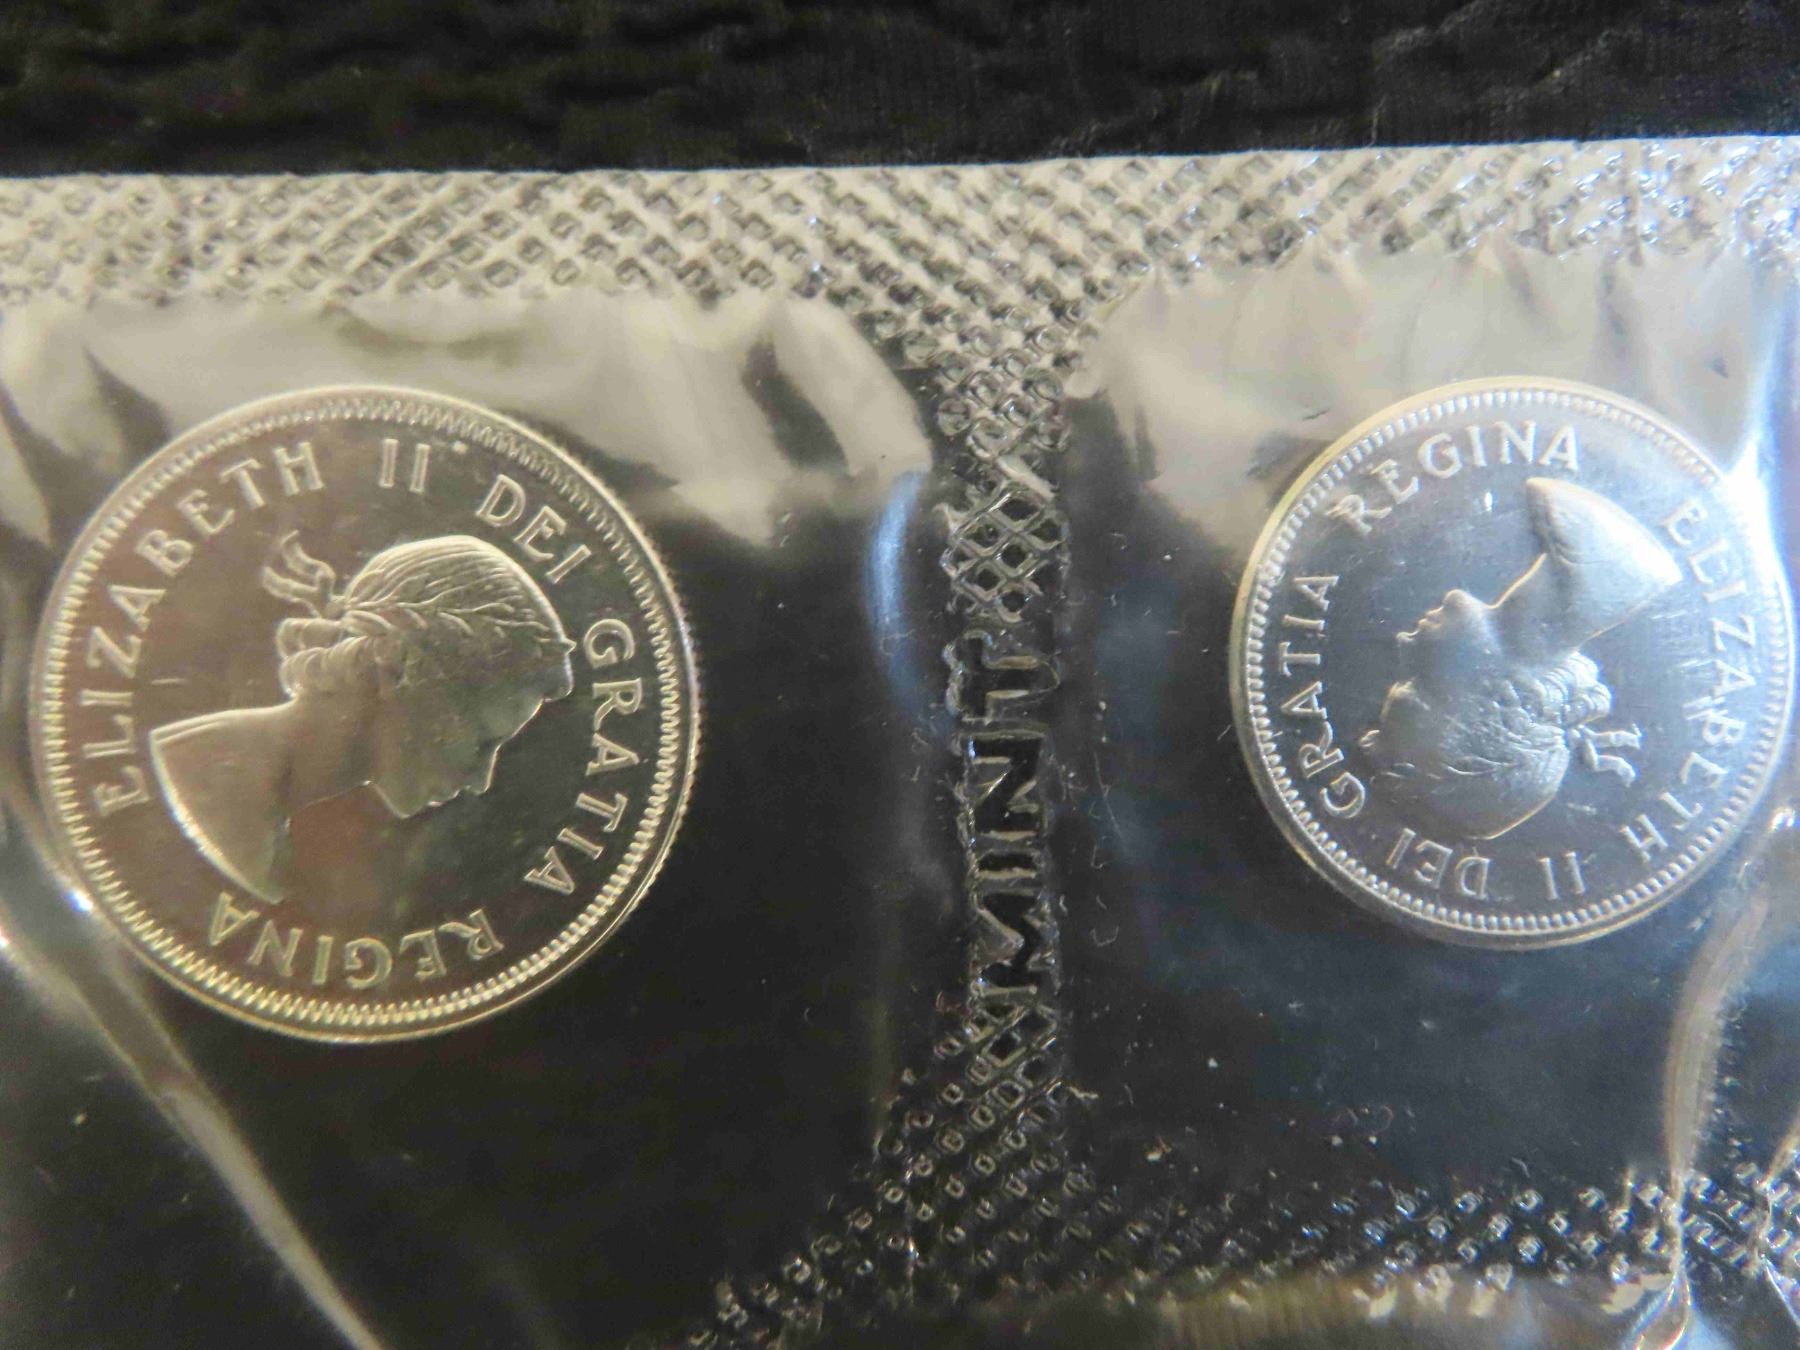 ELIZABETH II DEI GRATIA REGINA
MINT
ELIZABETH II DEI GRATIA REGINA